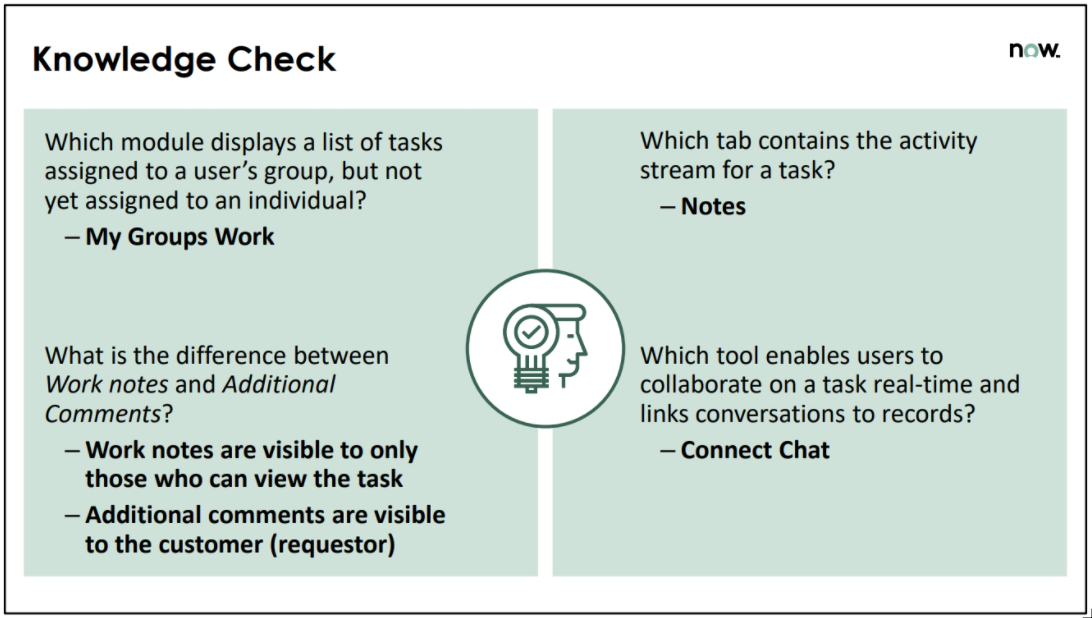 Knowledge Check
now.
Which module displays a list of tasks
assigned to a user’s group, but not
yet assigned to an individual?
– My Groups Work
Which tab contains the activity
stream for a task?
– Notes
What is the difference between
Work notes and Additional
Comments?
– Work notes are visible to only
those who can view the task
– Additional comments are visible
to the customer (requestor)
Which tool enables users to
collaborate on a task real-time and
links conversations to records?
– Connect Chat